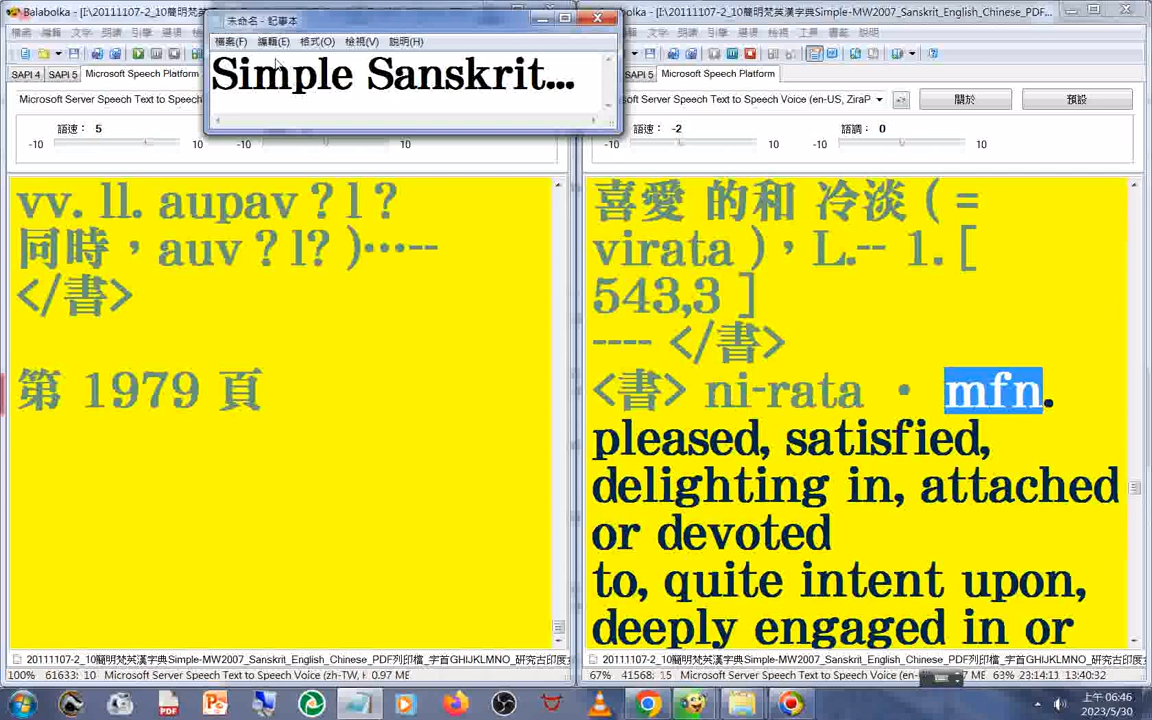 Balabolka - [I:\20111107-2_10簡明梵英漢字
未命名 - 記事本
olka - [I:\20111107-2_10簡明梵英漢字典Simple-MW2007_Sanskrit_English_Chinese_PDF...
檔案(F) 編輯(E) 格式(O) 檢視(V) 說明(H)
Simple Sanskrit...
SAPI 4 SAPI 5 Microsoft Speech Platform
SAPI 5 Microsoft Speech Platform
Microsoft Server Speech Text to Speech
oft Server Speech Text to Speech Voice (en-US, ZiraP
關於 預設
語速： 5
語速： -2 語調： 0
-10 10 -10 10
-10 10 -10 10
vv. ll. aupav ? l ?
同時，auv ? l? )…--
</書>
第 1979 頁
喜愛 的和 冷淡 ( =
virata )，L.-- 1. [
543,3 ]
---- </書>
<書> ni-rata • mfn.
pleased, satisfied,
delighting in, attached
or devoted
to, quite intent upon,
deeply engaged in or
20111107-2_10簡明梵英漢字典Simple-MW2007_Sanskrit_English_Chinese_PDF列印檔_字首GHIJKLMNO_研究古印度
20111107-2_10簡明梵英漢字典Simple-MW2007_Sanskrit_English_Chinese_PDF列印檔_字首GHIJKLMNO_研究古印度
100% 61633: 10 Microsoft Server Speech Text to Speech Voice (zh-TW, H 0.97 ME
67% 41568: 15 Microsoft Server Speech Text to Speech Voice (en- 7 ME 63% 23:14:11 13:40:32
上午 06:46
2023/5/30